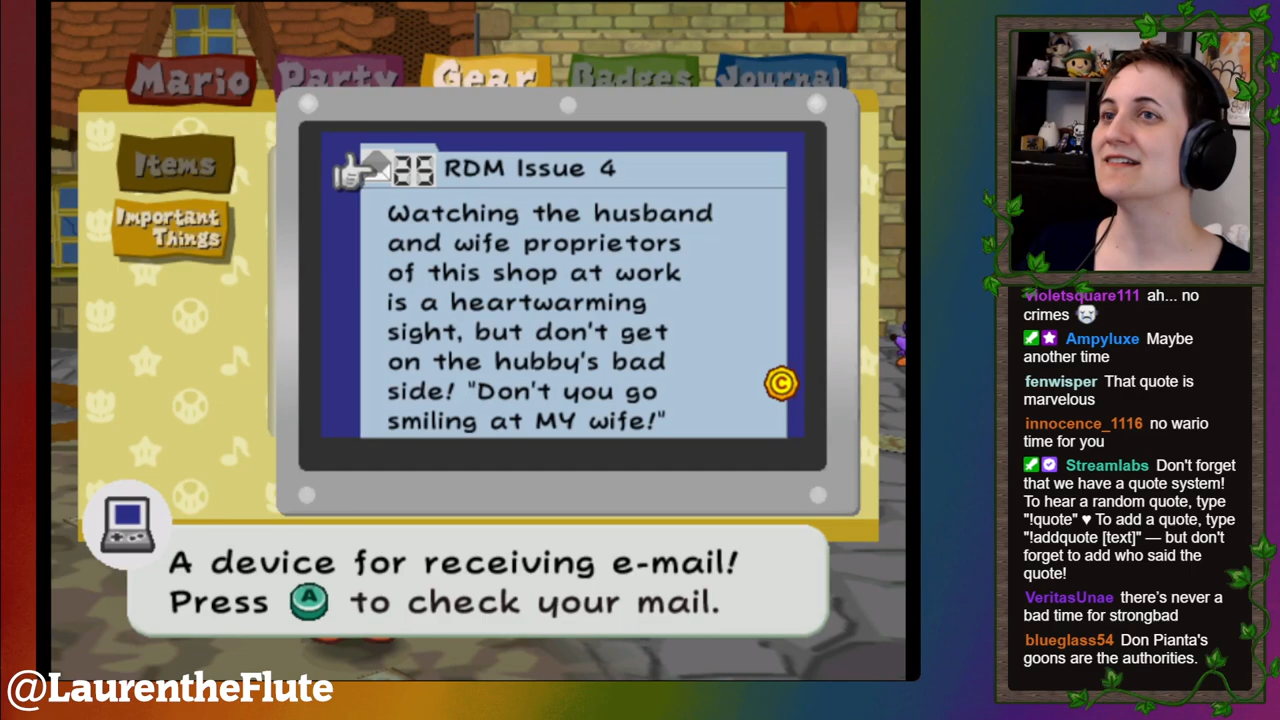 Mario Party Gear Badges Journal
Items
Important
Things
25 RDM Issue 4
Watching the husband
and wife proprietors
of this shop at work
is a heartwarming
sight, but don't get
on the hubby's bad
side! "Don't you go
smiling at MY wife!"
C
A device for receiving e-mail!
Press A to check your mail.
@LaurentheFlute
violetsquare111 ah... no
crimes
Ampyluxe Maybe
another time
fenwisper That quote is
marvelous
innocence_1116 no wario
time for you
Streamlabs Don't forget
that we have a quote system!
To hear a random quote, type
"!quote" ♥ To add a quote, type
"!addquote [text]" — but don't
forget to add who said the
quote!
VeritasUnae there's never a
bad time for strongbad
blueglass54 Don Pianta's
goons are the authorities.